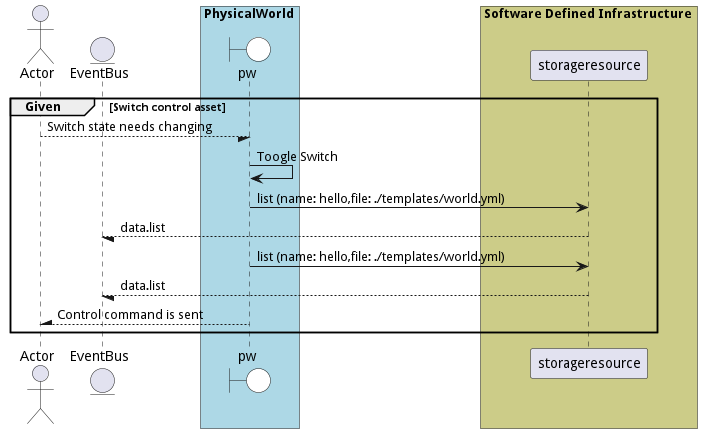 PhysicalWorld
Software Defined Infrastructure
Actor
EventBus
pw
storageresource
Given
[Switch control asset]
Switch state needs changing
Toogle Switch
list (name: hello,file: ./templates/world.yml)
data.list
list (name: hello,file: ./templates/world.yml)
data.list
Control command is sent
Actor
EventBus
pw
storageresource